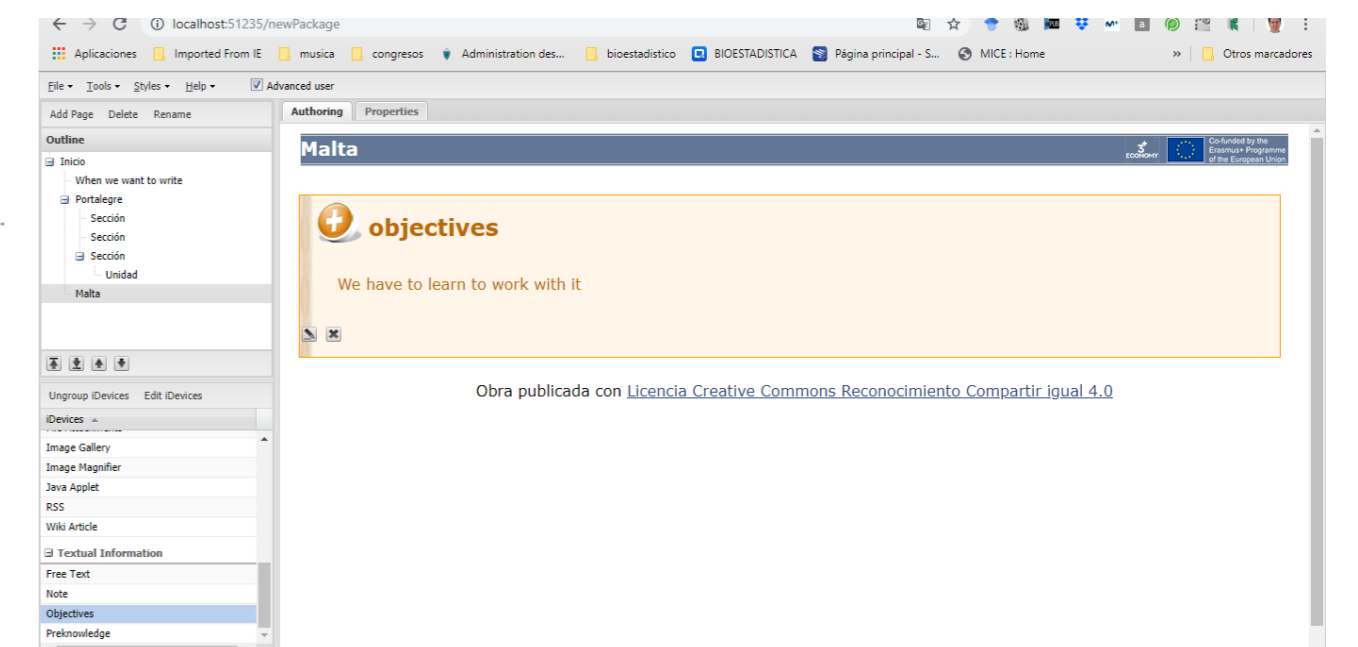 localhost:51235/newPackage
Aplicaciones Imported From IE musica congresos Administration des... bioestadistico BIOESTADISTICA Página principal - S... MICE : Home » Otros marcadores
File Tools Styles Help Advanced user
Add Page Delete Rename
Authoring Properties
Outline
Inicio
When we want to write
Portalegre
Sección
Sección
Sección
Unidad
Malta
Ungroup iDevices Edit iDevices
iDevices
Image Gallery
Image Magnifier
Java Applet
RSS
Wiki Article
Textual Information
Free Text
Note
Objectives
Preknowledge
Malta
ECONOMY
Co-funded by the
Erasmus+ Programme
of the European Union
objectives
We have to learn to work with it
Obra publicada con Licencia Creative Commons Reconocimiento Compartir igual 4.0